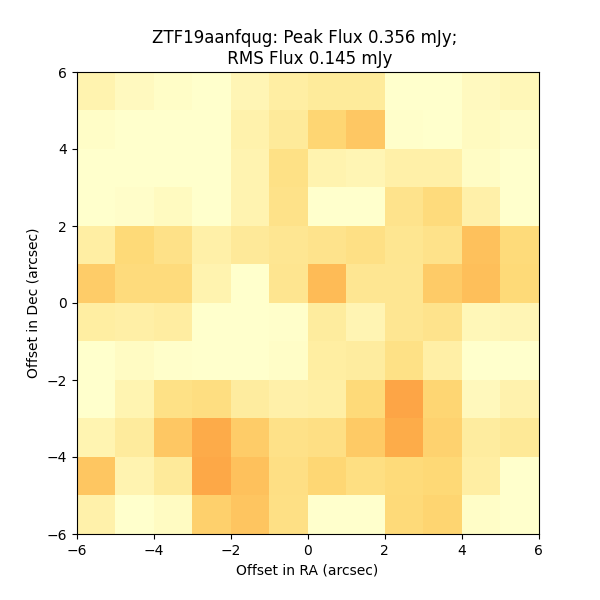 ZTF19aanfqug: Peak Flux 0.356 mJy;
RMS Flux 0.145 mJy
6
4
2
0
−2
−4
−6
Offset in Dec (arcsec)
−6 −4 −2 0 2 4 6
Offset in RA (arcsec)